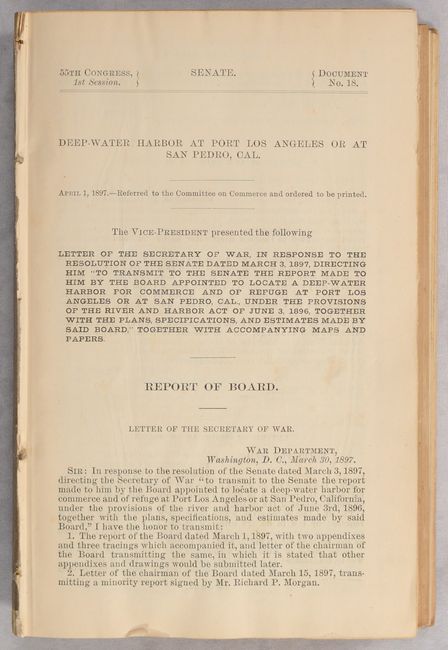 55TH CONGRESS, SENATE. DOCUMENT
1st Session. No. 18.
DEEP-WATER HARBOR AT PORT LOS ANGELES OR AT
SAN PEDRO, CAL.
APRIL 1, 1897.—Referred to the Committee on Commerce and ordered to be printed.
The VICE-PRESIDENT presented the following
LETTER OF THE SECRETARY OF WAR, IN RESPONSE TO THE
RESOLUTION OF THE SENATE DATED MARCH 3, 1897, DIRECTING
HIM "TO TRANSMIT TO THE SENATE THE REPORT MADE TO
HIM BY THE BOARD APPOINTED TO LOCATE A DEEP-WATER
HARBOR FOR COMMERCE AND OF REFUGE AT PORT LOS
ANGELES OR AT SAN PEDRO, CAL., UNDER THE PROVISIONS
OF THE RIVER AND HARBOR ACT OF JUNE 3, 1896, TOGETHER
WITH THE PLANS, SPECIFICATIONS, AND ESTIMATES MADE BY
SAID BOARD," TOGETHER WITH ACCOMPANYING MAPS AND
PAPERS.
REPORT OF BOARD.
LETTER OF THE SECRETARY OF WAR.
WAR DEPARTMENT,
Washington, D. C., March 30, 1897.
SIR: In response to the resolution of the Senate dated March 3, 1897,
directing the Secretary of War "to transmit to the Senate the report
made to him by the Board appointed to locate a deep-water harbor for
commerce and of refuge at Port Los Angeles or at San Pedro, California,
under the provisions of the river and harbor act of June 3rd, 1896,
together with the plans, specifications, and estimates made by said
Board," I have the honor to transmit:
1. The report of the Board dated March 1, 1897, with two appendixes
and three tracings which accompanied it, and letter of the chairman of
the Board transmitting the same, in which it is stated that other
appendixes and drawings would be submitted later.
2. Letter of the chairman of the Board dated March 15, 1897, trans-
mitting a minority report signed by Mr. Richard P. Morgan.